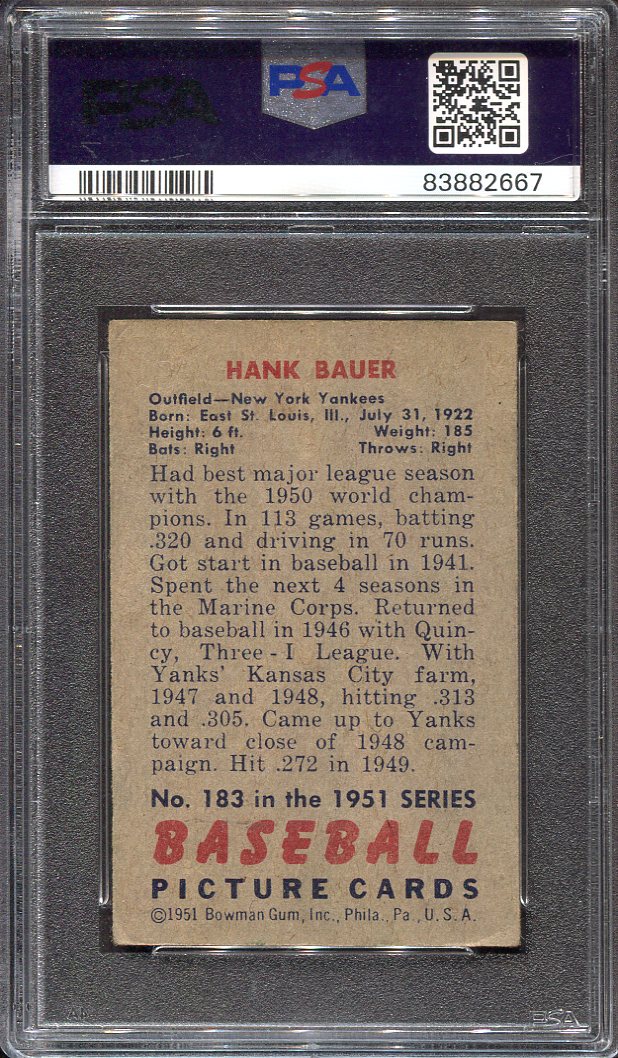 PSA
PSA
83882667
HANK BAUER
Outfield—New York Yankees
Born: East St. Louis, Ill., July 31, 1922
Height: 6 ft. Weight: 185
Bats: Right Throws: Right
Had best major league season
with the 1950 world cham-
pions. In 113 games, batting
.320 and driving in 70 runs.
Got start in baseball in 1941.
Spent the next 4 seasons in
the Marine Corps. Returned
to baseball in 1946 with Quin-
cy, Three-I League. With
Yanks' Kansas City farm,
1947 and 1948, hitting .313
and .305. Came up to Yanks
toward close of 1948 cam-
paign. Hit .272 in 1949.
No. 183 in the 1951 SERIES
BASEBALL
PICTURE CARDS
©1951 Bowman Gum, Inc., Phila., Pa., U.S.A.
PSA